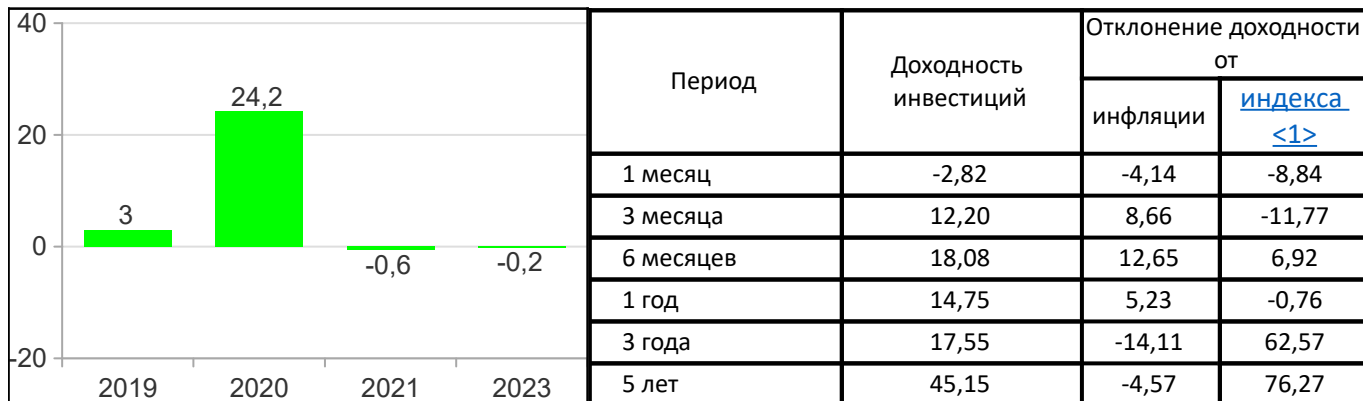 40
20
0
-20
3
24,2
-0,6
-0,2
2019 2020 2021 2023
Период
Доходность
инвестиций
Отклонение доходности
от
инфляции
индекса
<1>
1 месяц -2,82 -4,14 -8,84
3 месяца 12,20 8,66 -11,77
6 месяцев 18,08 12,65 6,92
1 год 14,75 5,23 -0,76
3 года 17,55 -14,11 62,57
5 лет 45,15 -4,57 76,27